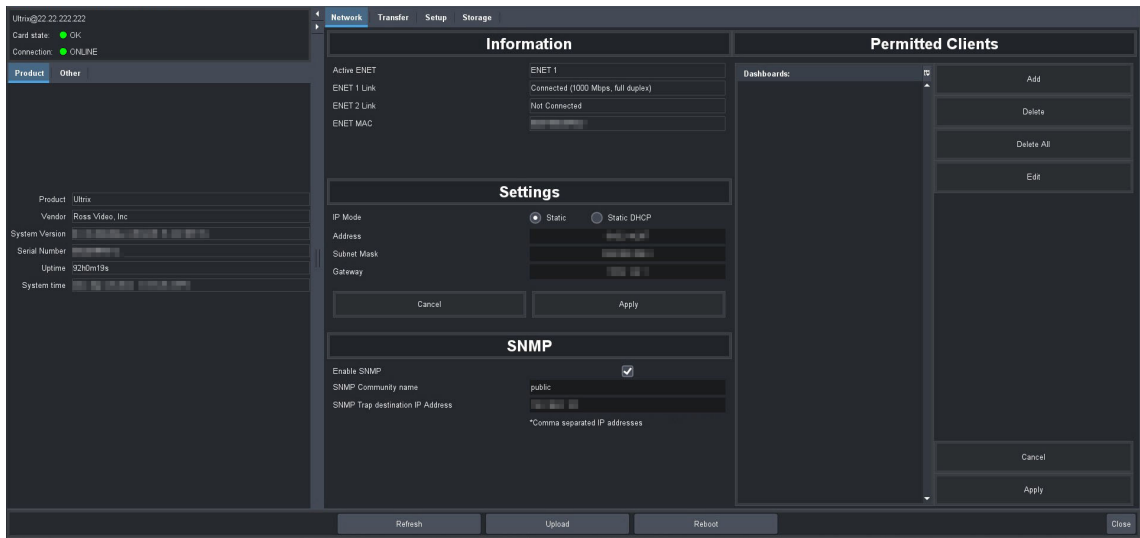 Ultrix@22.22.222.222
Card state: OK
Connection: ONLINE
Product Other
Product Ultrix
Vendor Ross Video, Inc
System Version
Serial Number
Uptime 92h0m19s
System time
Network Transfer Setup Storage
Information
Active ENET ENET 1
ENET 1 Link Connected (1000 Mbps, full duplex)
ENET 2 Link Not Connected
ENET MAC
Settings
IP Mode Static Static DHCP
Address
Subnet Mask
Gateway
Cancel Apply
SNMP
Enable SNMP
SNMP Community name public
SNMP Trap destination IP Address
*Comma separated IP addresses
Permitted Clients
Dashboards:
Add
Delete
Delete All
Edit
Cancel
Apply
Refresh Upload Reboot Close